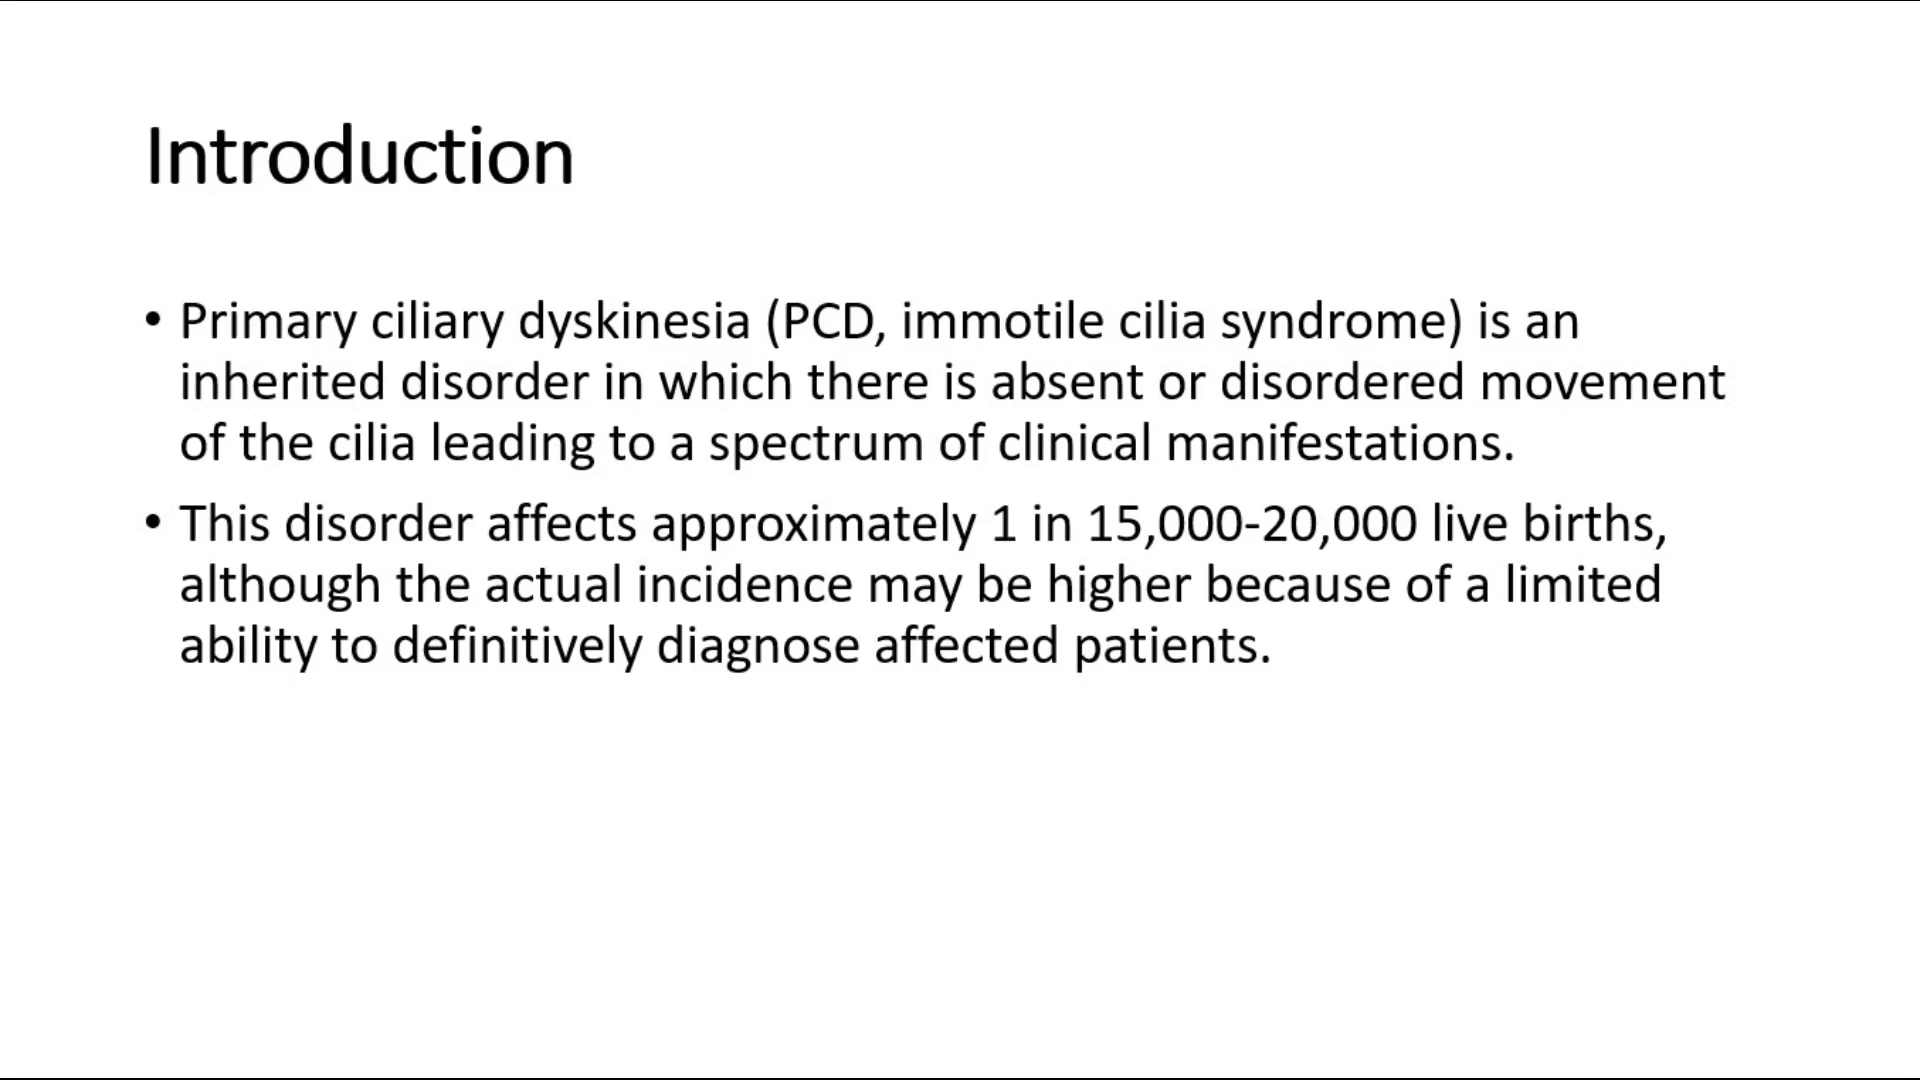 Introduction
• Primary ciliary dyskinesia (PCD, immotile cilia syndrome) is an
inherited disorder in which there is absent or disordered movement
of the cilia leading to a spectrum of clinical manifestations.
• This disorder affects approximately 1 in 15,000-20,000 live births,
although the actual incidence may be higher because of a limited
ability to definitively diagnose affected patients.